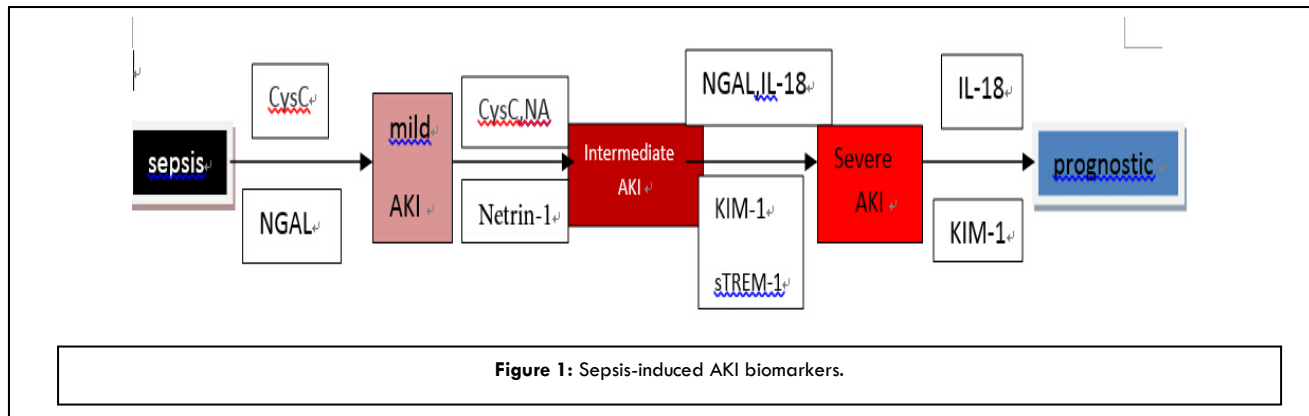 CysC
NGAL,IL-18
IL-18
mild
AKI
CysC,NA
sepsis
Intermediate
AKI
Severe
AKI
prognostic
NGAL
Netrin-1
KIM-1
sTREM-1
KIM-1
Figure 1: Sepsis-induced AKI biomarkers.